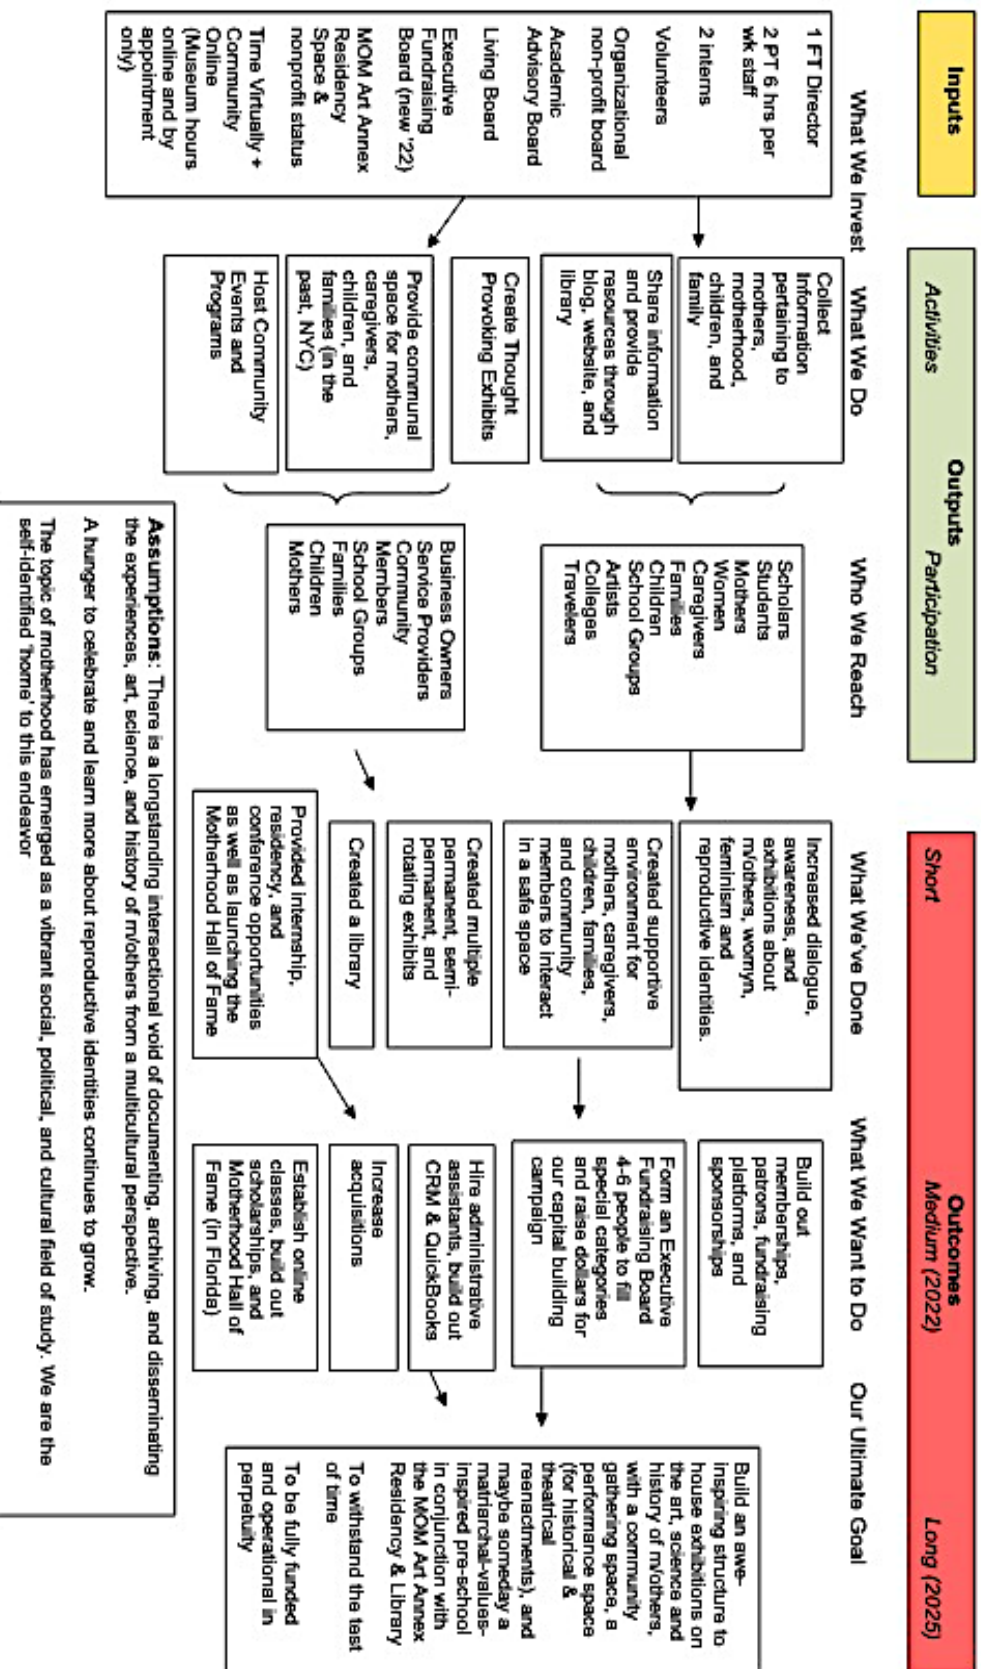 Inputs
Outputs
Activities
Participation
Outcomes
Short
Medium (2022)
Long (2025)
What We Invest
What We Do
Who We Reach
What We've Done
What We Want to Do
Our Ultimate Goal
1 FT Director
2 PT 6 hrs per
wk staff
2 interns
Volunteers
Organizational
non-profit board
Academic
Advisory Board
Living Board
Executive
Fundraising
Board (new '22)
MOM Art Annex
Residency
Space &
nonprofit status
Time Virtually +
Community
Online
(Museum hours
online and by
appointment
only)
Collect
Information
pertaining to
mothers,
motherhood,
children, and
family
Share information
and provide
resources through
blog, website, and
library
Create Thought
Provoking Exhibits
Provide communal
space for mothers,
caregivers,
children, and
families (in the
past, NYC)
Host Community
Events and
Programs
Scholars
Students
Mothers
Women
Caregivers
Families
Children
School Groups
Artists
Colleges
Travelers
Business Owners
Service Providers
Community
Members
School Groups
Families
Children
Mothers
Increased dialogue,
awareness, and
exhibitions about
m/others, womyn,
feminism and
reproductive identities.
Created supportive
environment for
mothers, caregivers,
children, families,
and community
members to interact
in a safe space
Created multiple
permanent, semi-
permanent, and
rotating exhibits
Created a library
Provided internship,
residency, and
conference opportunities
as well as launching the
Motherhood Hall of Fame
Build out
memberships,
patrons, fundraising
platforms, and
sponsorships
Form an Executive
Fundraising Board
4-6 people to fill
special categories
and raise dollars for
our capital building
campaign
Hire administrative
assistants, build out
CRM & QuickBooks
Increase
acquisitions
Establish online
classes, build out
scholarships, and
Motherhood Hall of
Fame (in Florida)
Build an awe-
inspiring structure to
house exhibitions on
the art, science and
history of m/others,
with a community
gathering space, a
performance space
(for historical &
theatrical
reenactments), and
maybe someday a
matriarchal-values-
inspired pre-school
in conjunction with
the MOM Art Annex
Residency & Library
To withstand the test
of time
To be fully funded
and operational in
perpetuity
Assumptions: There is a longstanding intersectional void of documenting, archiving, and disseminating
the experiences, art, science, and history of m/others from a multicultural perspective.
A hunger to celebrate and learn more about reproductive identities continues to grow.
The topic of motherhood has emerged as a vibrant social, political, and cultural field of study. We are the
self-identified 'home' to this endeavor